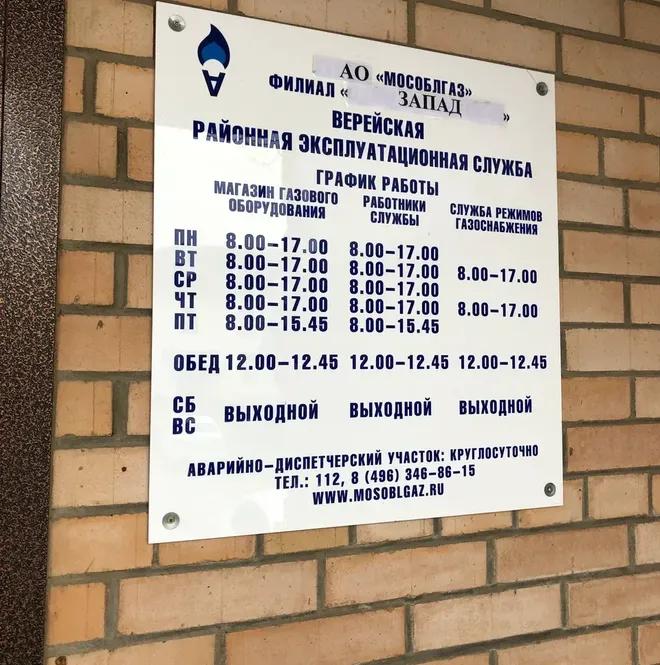 АО «МОСОБЛГАЗ»
ФИЛИАЛ « ЗАПАД »
ВЕРЕЙСКАЯ
РАЙОННАЯ ЭКСПЛУАТАЦИОННАЯ СЛУЖБА
ГРАФИК РАБОТЫ
МАГАЗИН ГАЗОВОГО ОБОРУДОВАНИЯ РАБОТНИКИ СЛУЖБЫ СЛУЖБА РЕЖИМОВ ГАЗОСНАБЖЕНИЯ
ПН 8.00–17.00 8.00–17.00
ВТ 8.00–17.00 8.00–17.00 8.00–17.00
СР 8.00–17.00 8.00–17.00
ЧТ 8.00–17.00 8.00–17.00 8.00–17.00
ПТ 8.00–15.45 8.00–15.45
ОБЕД 12.00–12.45 12.00–12.45 12.00–12.45
СБ
ВС ВЫХОДНОЙ ВЫХОДНОЙ ВЫХОДНОЙ
АВАРИЙНО–ДИСПЕТЧЕРСКИЙ УЧАСТОК: КРУГЛОСУТОЧНО
ТЕЛ.: 112, 8 (496) 346–86–15
WWW.MOSOBLGAZ.RU